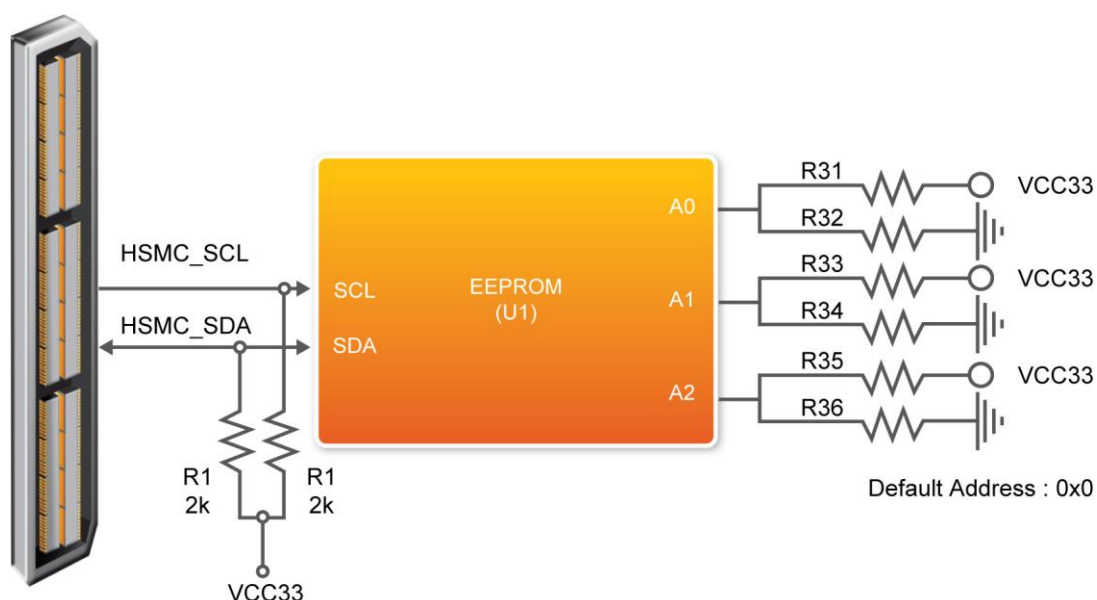 HSMC_SCL
HSMC_SDA
R1
2k
R1
2k
VCC33
SCL
SDA
EEPROM
(U1)
A0
A1
A2
R31
VCC33
R32
R33
VCC33
R34
R35
VCC33
R36
Default Address : 0x0